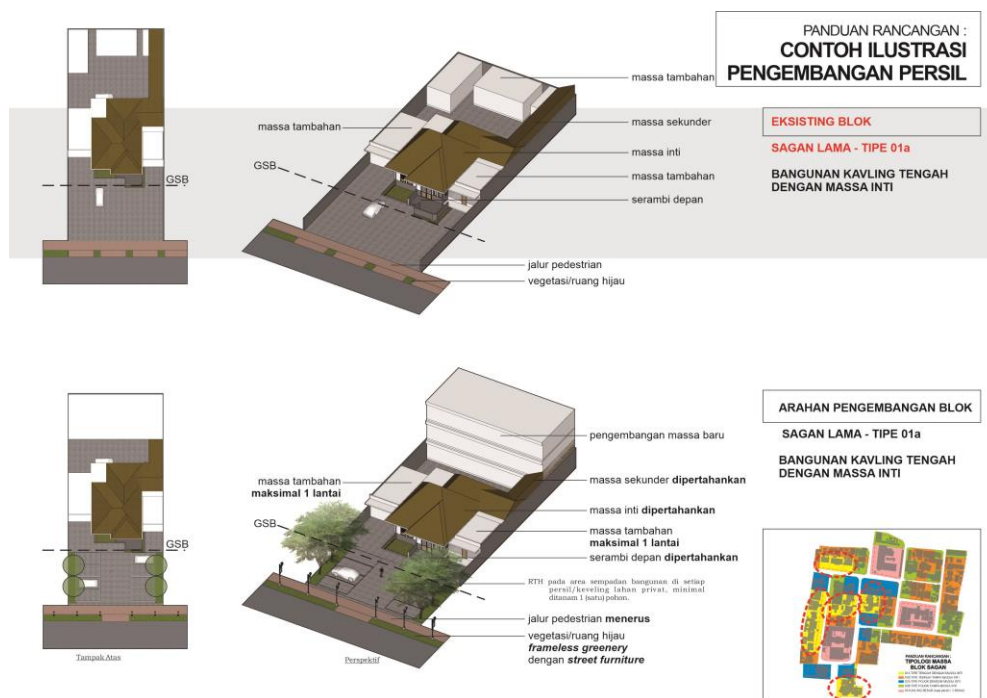 PANDUAN RANCANGAN :
CONTOH ILUSTRASI
PENGEMBANGAN PERSIL
EKSISTING BLOK
SAGAN LAMA - TIPE 01a
BANGUNAN KAVLING TENGAH
DENGAN MASSA INTI
GSB
massa tambahan
GSB
massa tambahan
massa sekunder
massa inti
massa tambahan
serambi depan
jalur pedestrian
vegetasi/ruang hijau
ARAHAN PENGEMBANGAN BLOK
SAGAN LAMA - TIPE 01a
BANGUNAN KAVLING TENGAH
DENGAN MASSA INTI
GSB
Tampak Atas
massa tambahan
maksimal 1 lantai
GSB
pengembangan massa baru
massa sekunder dipertahankan
massa inti dipertahankan
massa tambahan
maksimal 1 lantai
serambi depan dipertahankan
RTH pada area sempadan bangunan di setiap
persil/keveling lahan privat, minimal
ditanam 1 (satu) pohon.
jalur pedestrian menerus
vegetasi/ruang hijau
frameless greenery
dengan street furniture
Perspektif
PANDUAN RANCANGAN :
TIPOLOGI MASSA
BLOK SAGAN